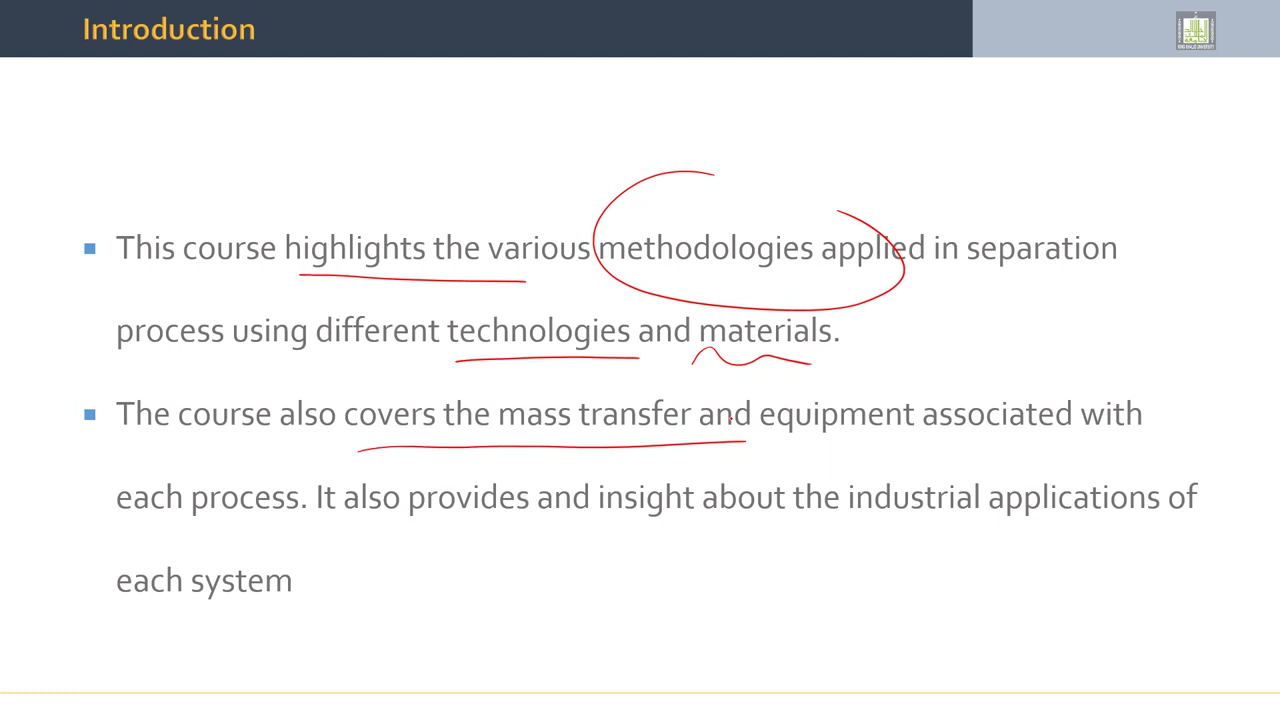 Introduction
This course highlights the various methodologies applied in separation
process using different technologies and materials.
The course also covers the mass transfer and equipment associated with
each process. It also provides and insight about the industrial applications of
each system